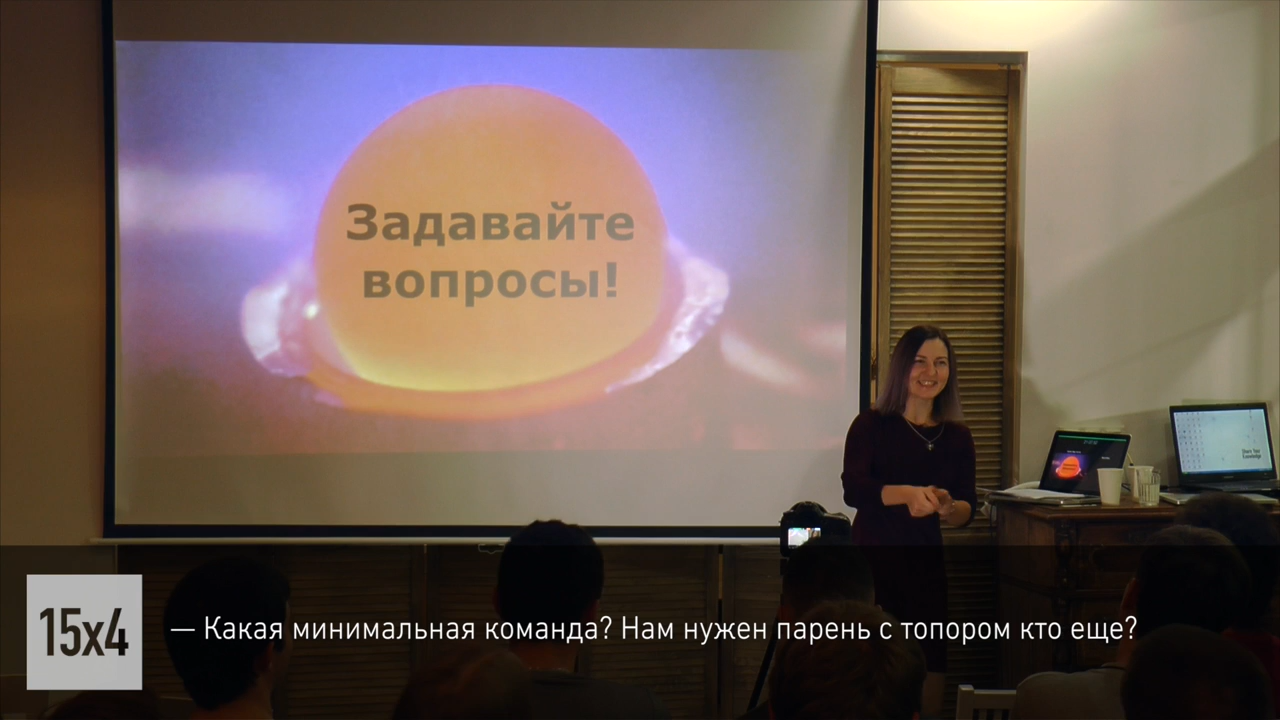 Задавайте
вопросы!
15x4
— Какая минимальная команда? Нам нужен парень с топором кто еще?